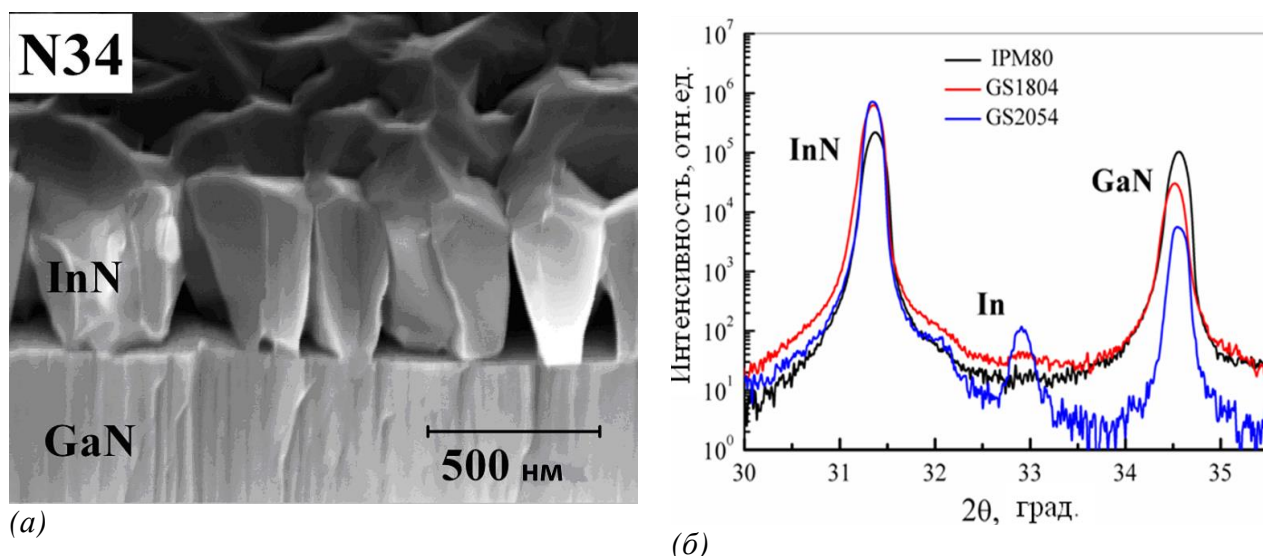 N34
InN
GaN
500 нм
(а)
Интенсивность, отн.ед.
10⁷
10⁶
10⁵
10⁴
10³
10²
10¹
10⁰
IPM80
GS1804
GS2054
InN
In
GaN
30 31 32 33 34 35
2θ, град.
(б)